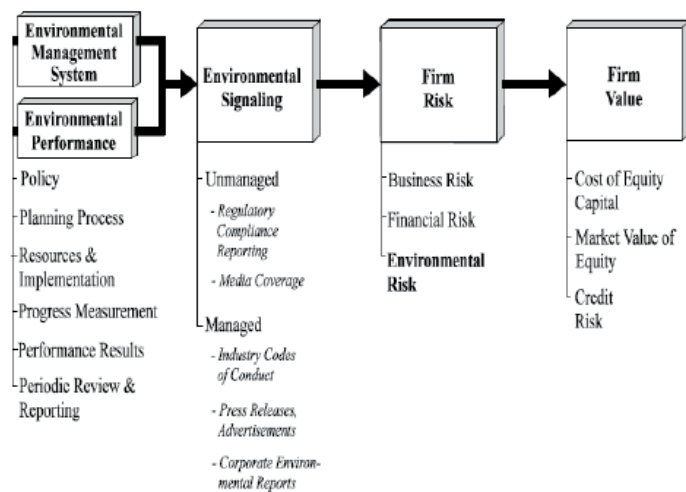 Environmental
Management
System
Environmental
Performance
-Policy
-Planning Process
-Resources &
Implementation
-Progress Measurement
-Performance Results
-Periodic Review &
Reporting
Environmental
Signaling
-Unmanaged
- Regulatory
Compliance
Reporting
- Media Coverage
-Managed
- Industry Codes
of Conduct
- Press Releases,
Advertisements
- Corporate Environ-
mental Reports
Firm
Risk
-Business Risk
-Financial Risk
-Environmental
Risk
Firm
Value
-Cost of Equity
Capital
-Market Value of
Equity
-Credit
Risk